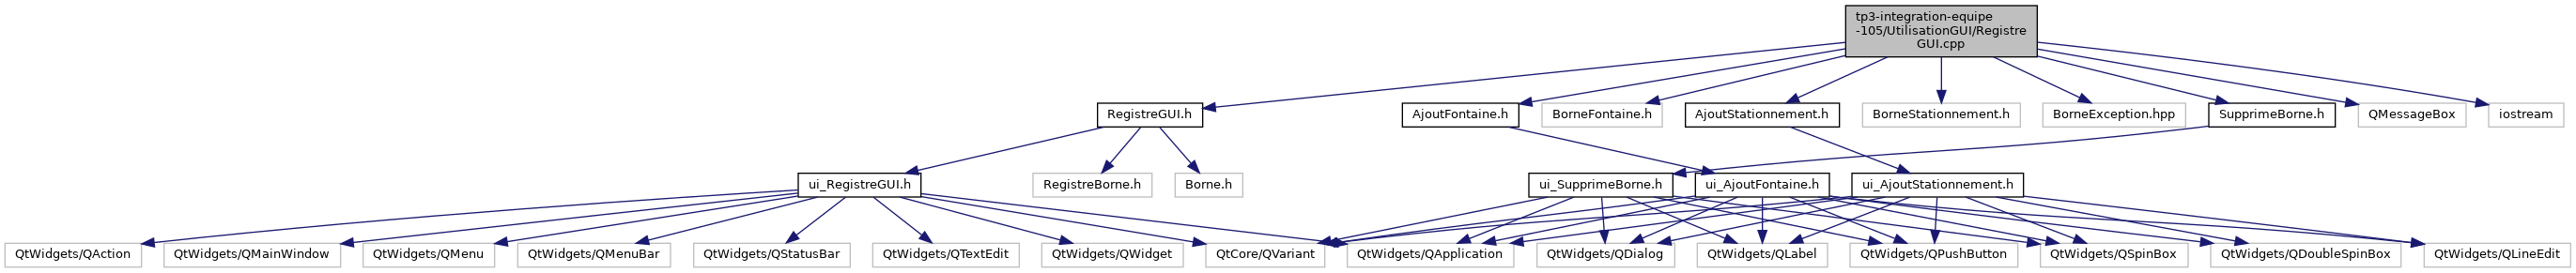 tp3-integration-equipe
-105/UtilisationGUI/Registre
GUI.cpp
RegistreGUI.h
AjoutFontaine.h
BorneFontaine.h
AjoutStationnement.h
BorneStationnement.h
BorneException.hpp
SupprimeBorne.h
QMessageBox
iostream
ui_RegistreGUI.h
RegistreBorne.h
Borne.h
ui_SupprimeBorne.h
ui_AjoutFontaine.h
ui_AjoutStationnement.h
QtWidgets/QAction
QtWidgets/QMainWindow
QtWidgets/QMenu
QtWidgets/QMenuBar
QtWidgets/QStatusBar
QtWidgets/QTextEdit
QtWidgets/QWidget
QtCore/QVariant
QtWidgets/QApplication
QtWidgets/QDialog
QtWidgets/QLabel
QtWidgets/QPushButton
QtWidgets/QSpinBox
QtWidgets/QDoubleSpinBox
QtWidgets/QLineEdit